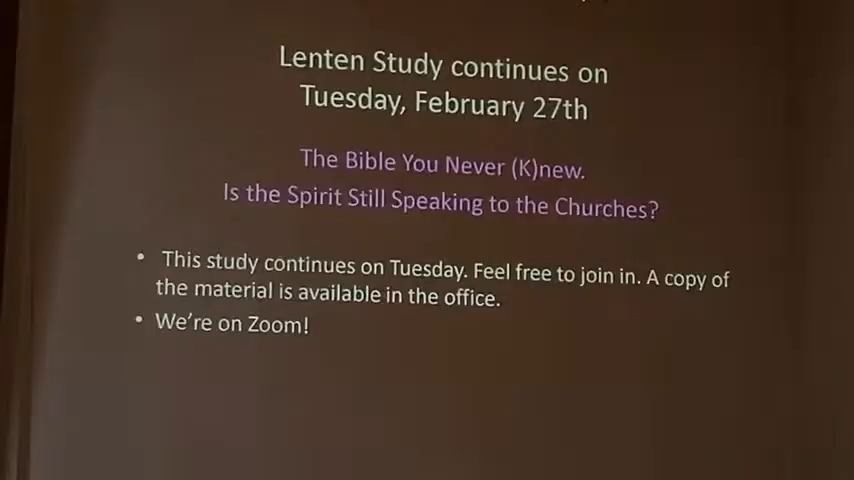 Lenten Study continues on
Tuesday, February 27th
The Bible You Never (K)new.
Is the Spirit Still Speaking to the Churches?
• This study continues on Tuesday. Feel free to join in. A copy of
the material is available in the office.
• We're on Zoom!